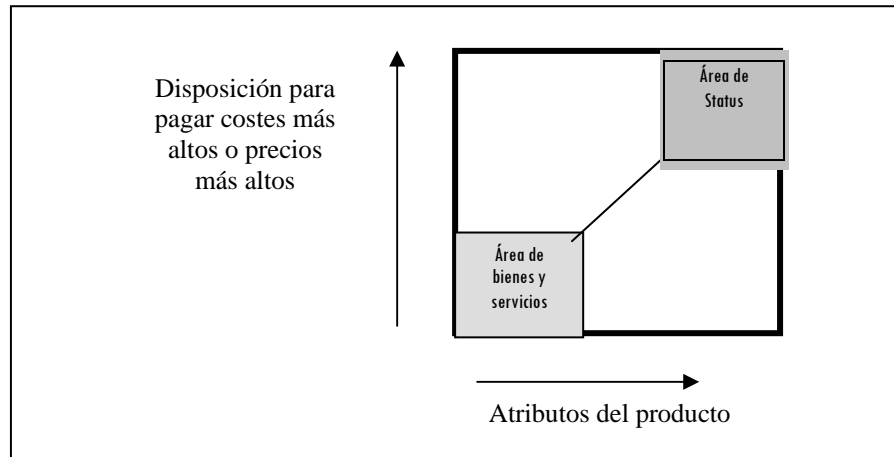 Disposición para
pagar costes más
altos o precios
más altos
Área de
Status
Área de
bienes y
servicios
Atributos del producto